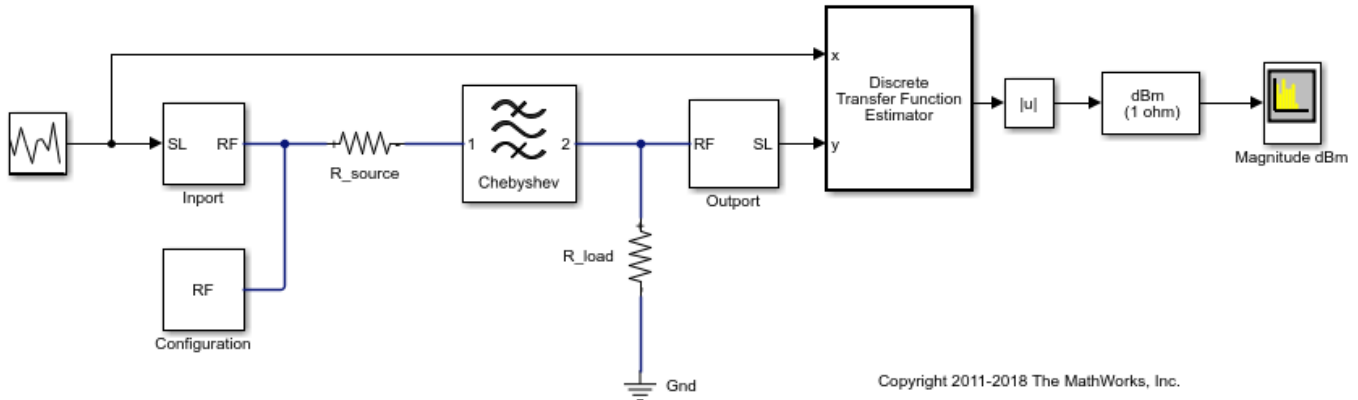 x
Discrete
Transfer Function
Estimator
|u|
dBm
(1 ohm)
Magnitude dBm
SL RF
Inport
R_source
+ -
1 2
Chebyshev
RF SL
Outport
y
R_load
+
-
RF
Configuration
Gnd
Copyright 2011-2018 The MathWorks, Inc.